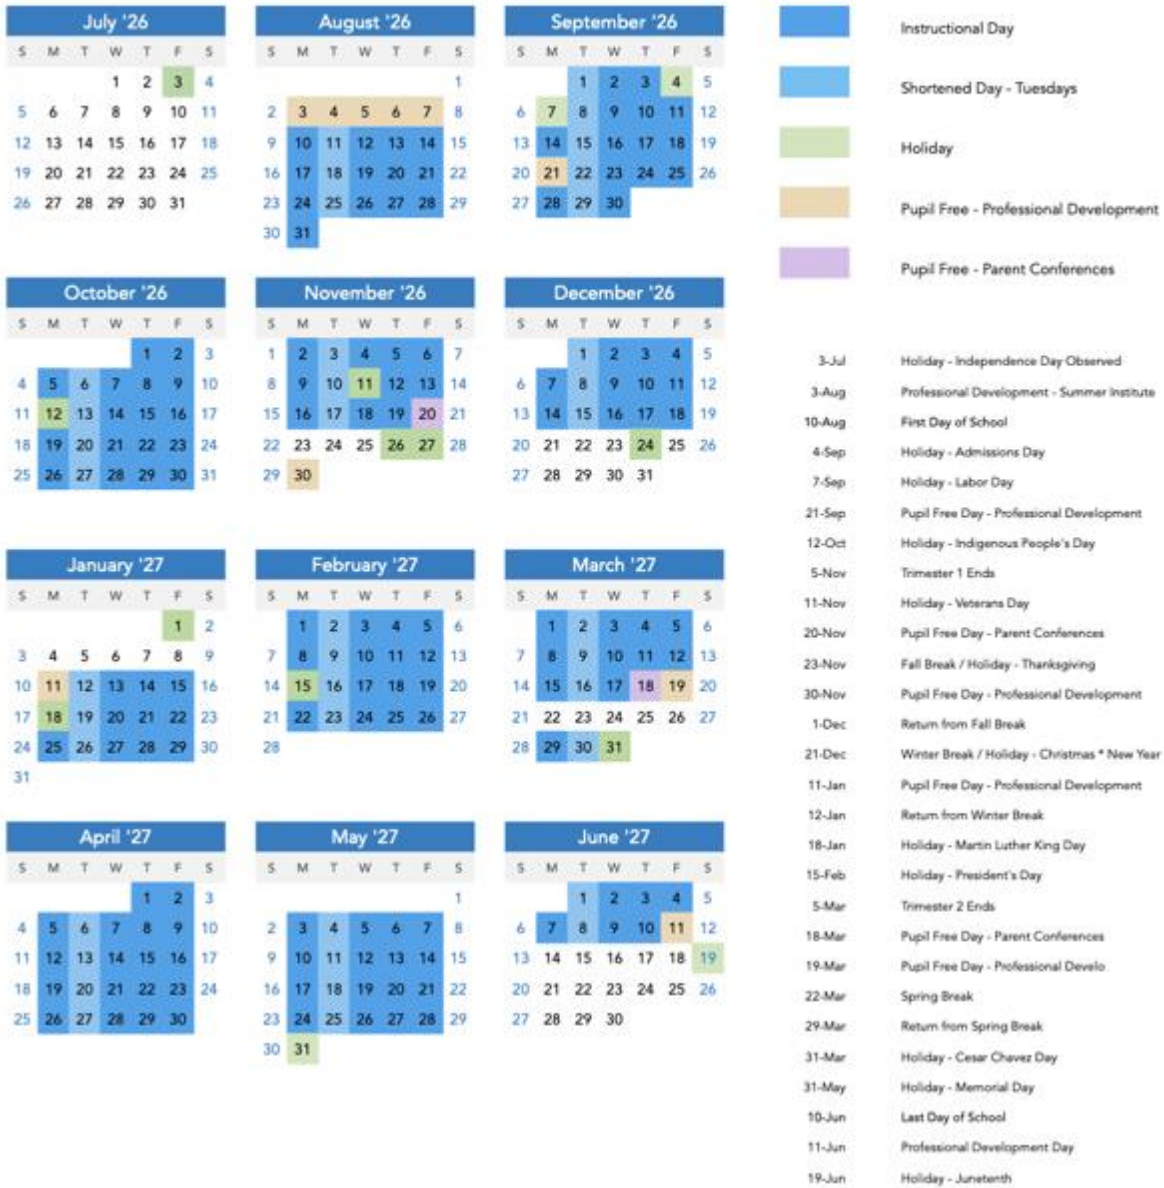 July '26
S M T W T F S
1 2 3 4
5 6 7 8 9 10 11
12 13 14 15 16 17 18
19 20 21 22 23 24 25
26 27 28 29 30 31
August '26
S M T W T F S
1
2 3 4 5 6 7 8
9 10 11 12 13 14 15
16 17 18 19 20 21 22
23 24 25 26 27 28 29
30 31
September '26
S M T W T F S
1 2 3 4 5
6 7 8 9 10 11 12
13 14 15 16 17 18 19
20 21 22 23 24 25 26
27 28 29 30
October '26
S M T W T F S
1 2 3
4 5 6 7 8 9 10
11 12 13 14 15 16 17
18 19 20 21 22 23 24
25 26 27 28 29 30 31
November '26
S M T W T F S
1 2 3 4 5 6 7
8 9 10 11 12 13 14
15 16 17 18 19 20 21
22 23 24 25 26 27 28
29 30
December '26
S M T W T F S
1 2 3 4 5
6 7 8 9 10 11 12
13 14 15 16 17 18 19
20 21 22 23 24 25 26
27 28 29 30 31
January '27
S M T W T F S
1 2
3 4 5 6 7 8 9
10 11 12 13 14 15 16
17 18 19 20 21 22 23
24 25 26 27 28 29 30
31
February '27
S M T W T F S
1 2 3 4 5 6
7 8 9 10 11 12 13
14 15 16 17 18 19 20
21 22 23 24 25 26 27
28
March '27
S M T W T F S
1 2 3 4 5 6
7 8 9 10 11 12 13
14 15 16 17 18 19 20
21 22 23 24 25 26 27
28 29 30 31
April '27
S M T W T F S
1 2 3
4 5 6 7 8 9 10
11 12 13 14 15 16 17
18 19 20 21 22 23 24
25 26 27 28 29 30
May '27
S M T W T F S
1
2 3 4 5 6 7 8
9 10 11 12 13 14 15
16 17 18 19 20 21 22
23 24 25 26 27 28 29
30 31
June '27
S M T W T F S
1 2 3 4 5
6 7 8 9 10 11 12
13 14 15 16 17 18 19
20 21 22 23 24 25 26
27 28 29 30
Instructional Day
Shortened Day - Tuesdays
Holiday
Pupil Free - Professional Development
Pupil Free - Parent Conferences
3-Jul Holiday - Independence Day Observed
3-Aug Professional Development - Summer Institute
10-Aug First Day of School
4-Sep Holiday - Admissions Day
7-Sep Holiday - Labor Day
21-Sep Pupil Free Day - Professional Development
12-Oct Holiday - Indigenous People's Day
5-Nov Trimester 1 Ends
11-Nov Holiday - Veterans Day
20-Nov Pupil Free Day - Parent Conferences
23-Nov Fall Break / Holiday - Thanksgiving
30-Nov Pupil Free Day - Professional Development
1-Dec Return from Fall Break
21-Dec Winter Break / Holiday - Christmas * New Year
11-Jan Pupil Free Day - Professional Development
12-Jan Return from Winter Break
18-Jan Holiday - Martin Luther King Day
15-Feb Holiday - President's Day
5-Mar Trimester 2 Ends
18-Mar Pupil Free Day - Parent Conferences
19-Mar Pupil Free Day - Professional Develo
22-Mar Spring Break
29-Mar Return from Spring Break
31-Mar Holiday - Cesar Chavez Day
31-May Holiday - Memorial Day
10-Jun Last Day of School
11-Jun Professional Development Day
19-Jun Holiday - Junetenth